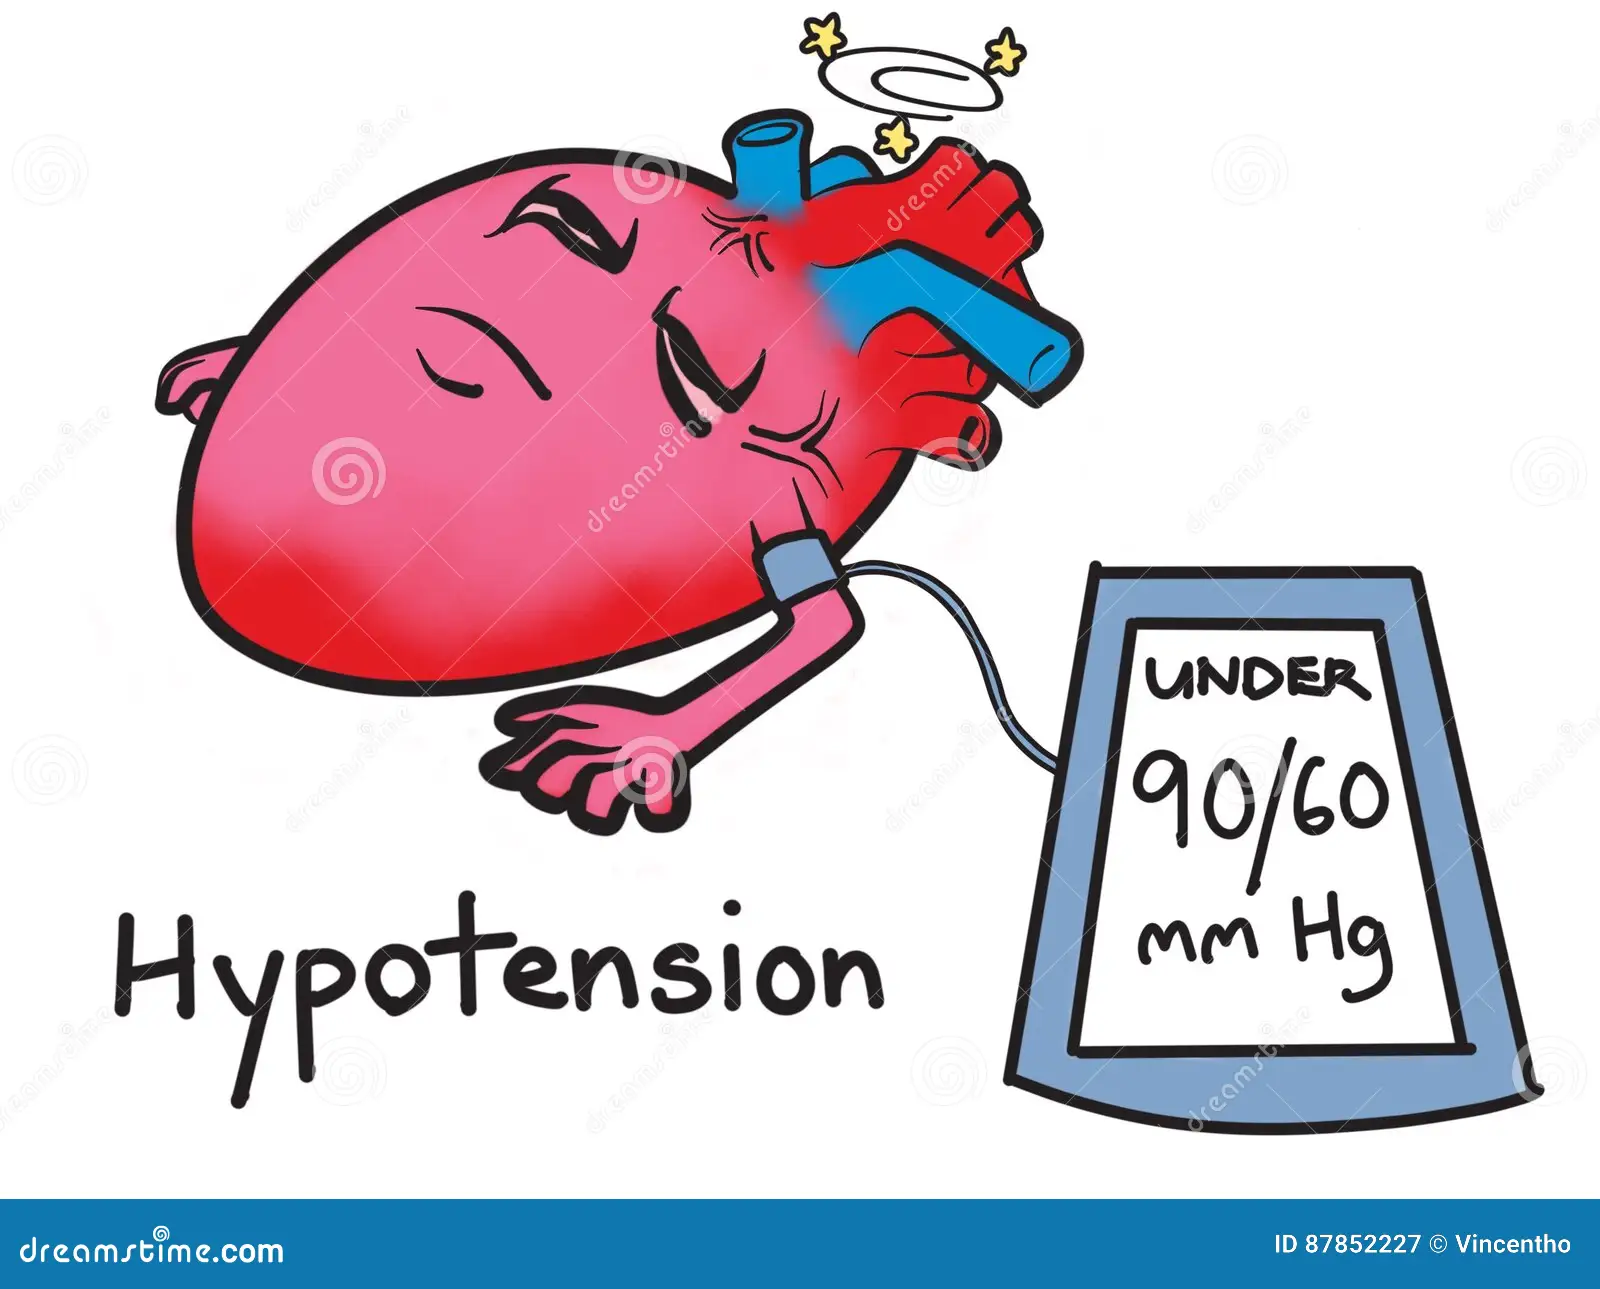 UNDER
90/60
mm Hg
Hypotension
dreamstime.com
ID 87852227 © Vincentho